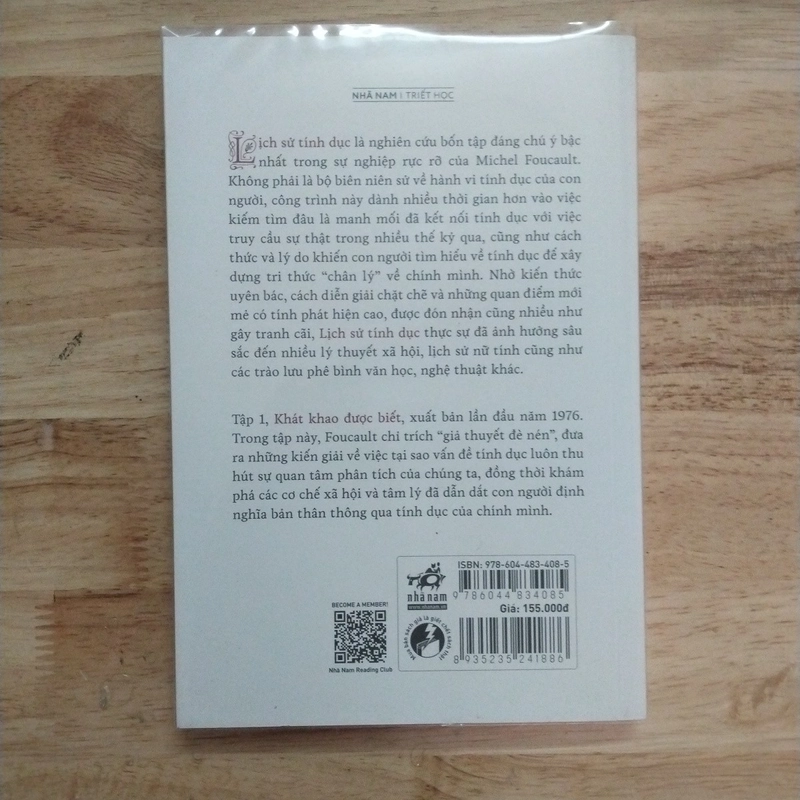 NHÃ NAM | TRIẾT HỌC
Lịch sử tính dục là nghiên cứu bốn tập đáng chú ý bậc
nhất trong sự nghiệp rực rỡ của Michel Foucault.
Không phải là bộ biên niên sử về hành vi tính dục của con
người, công trình này dành nhiều thời gian hơn vào việc
kiếm tìm đâu là manh mối đã kết nối tính dục với việc
truy cầu sự thật trong nhiều thế kỷ qua, cũng như cách
thức và lý do khiến con người tìm hiểu về tính dục để xây
dựng tri thức “chân lý” về chính mình. Nhờ kiến thức
uyên bác, cách diễn giải chặt chẽ và những quan điểm mới
mẻ có tính phát hiện cao, được đón nhận cũng nhiều như
gây tranh cãi, Lịch sử tính dục thực sự đã ảnh hưởng sâu
sắc đến nhiều lý thuyết xã hội, lịch sử nữ tính cũng như
các trào lưu phê bình văn học, nghệ thuật khác.
Tập 1, Khát khao được biết, xuất bản lần đầu năm 1976.
Trong tập này, Foucault chỉ trích “giả thuyết đè nén”, đưa
ra những kiến giải về việc tại sao vấn đề tính dục luôn thu
hút sự quan tâm phân tích của chúng ta, đồng thời khám
phá các cơ chế xã hội và tâm lý đã dẫn dắt con người định
nghĩa bản thân thông qua tính dục của chính mình.
BECOME A MEMBER!
Nhã Nam Reading Club
nhã nam
www.nhanam.vn
Mua bán sách giả là giết chết sách thật
ISBN: 978-604-483-408-5
9 786044 834085
Giá: 155.000đ
8 935235 241886